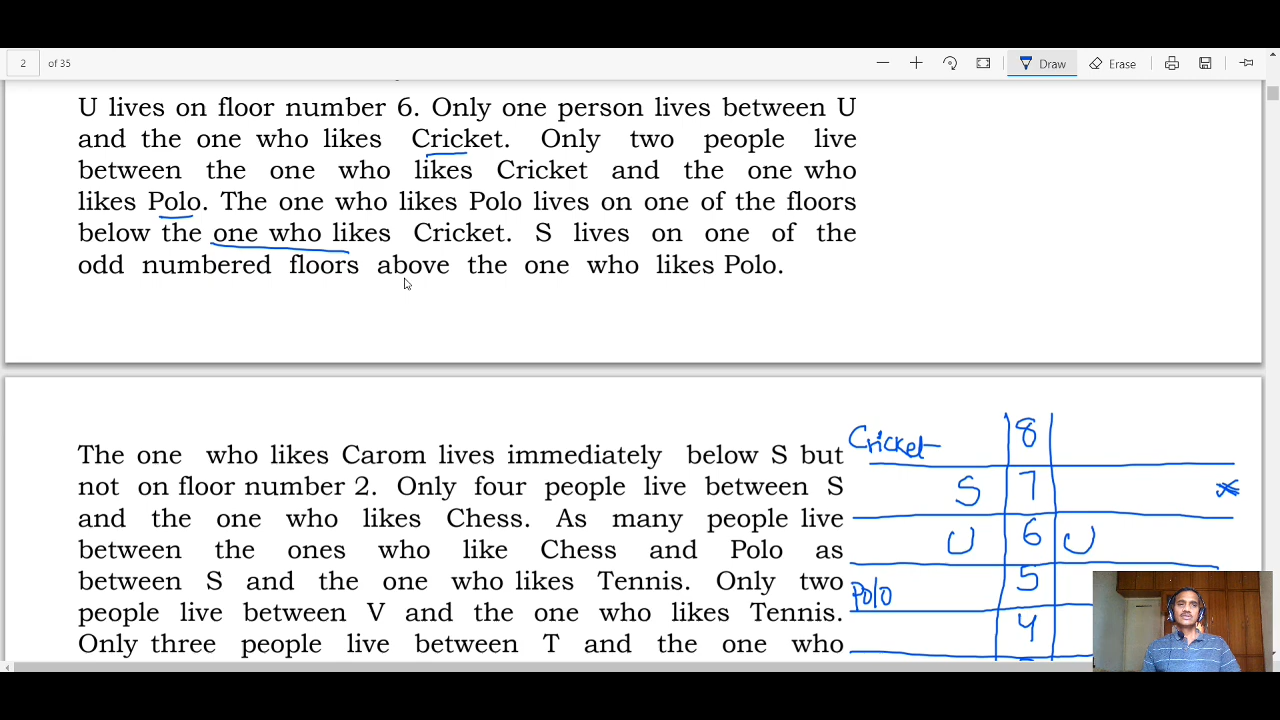 2 of 35 Draw Erase
U lives on floor number 6. Only one person lives between U
and the one who likes Cricket. Only two people live
between the one who likes Cricket and the one who
likes Polo. The one who likes Polo lives on one of the floors
below the one who likes Cricket. S lives on one of the
odd numbered floors above the one who likes Polo.
The one who likes Carom lives immediately below S but
not on floor number 2. Only four people live between S
and the one who likes Chess. As many people live
between the ones who like Chess and Polo as
between S and the one who likes Tennis. Only two
people live between V and the one who likes Tennis.
Only three people live between T and the one who
Cricket 8
S 7
U 6 U
Polo 5
4